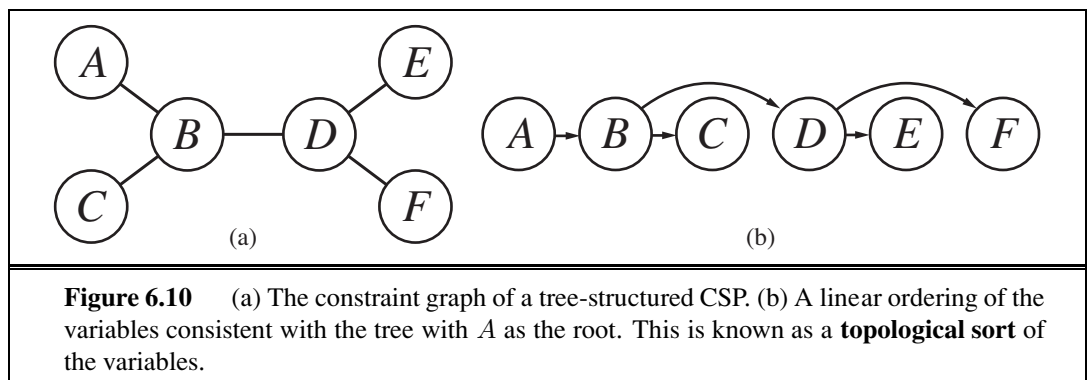 A
E
B
D
C
F
(a)
A
B
C
D
E
F
(b)
Figure 6.10 (a) The constraint graph of a tree-structured CSP. (b) A linear ordering of the
variables consistent with the tree with A as the root. This is known as a topological sort of
the variables.